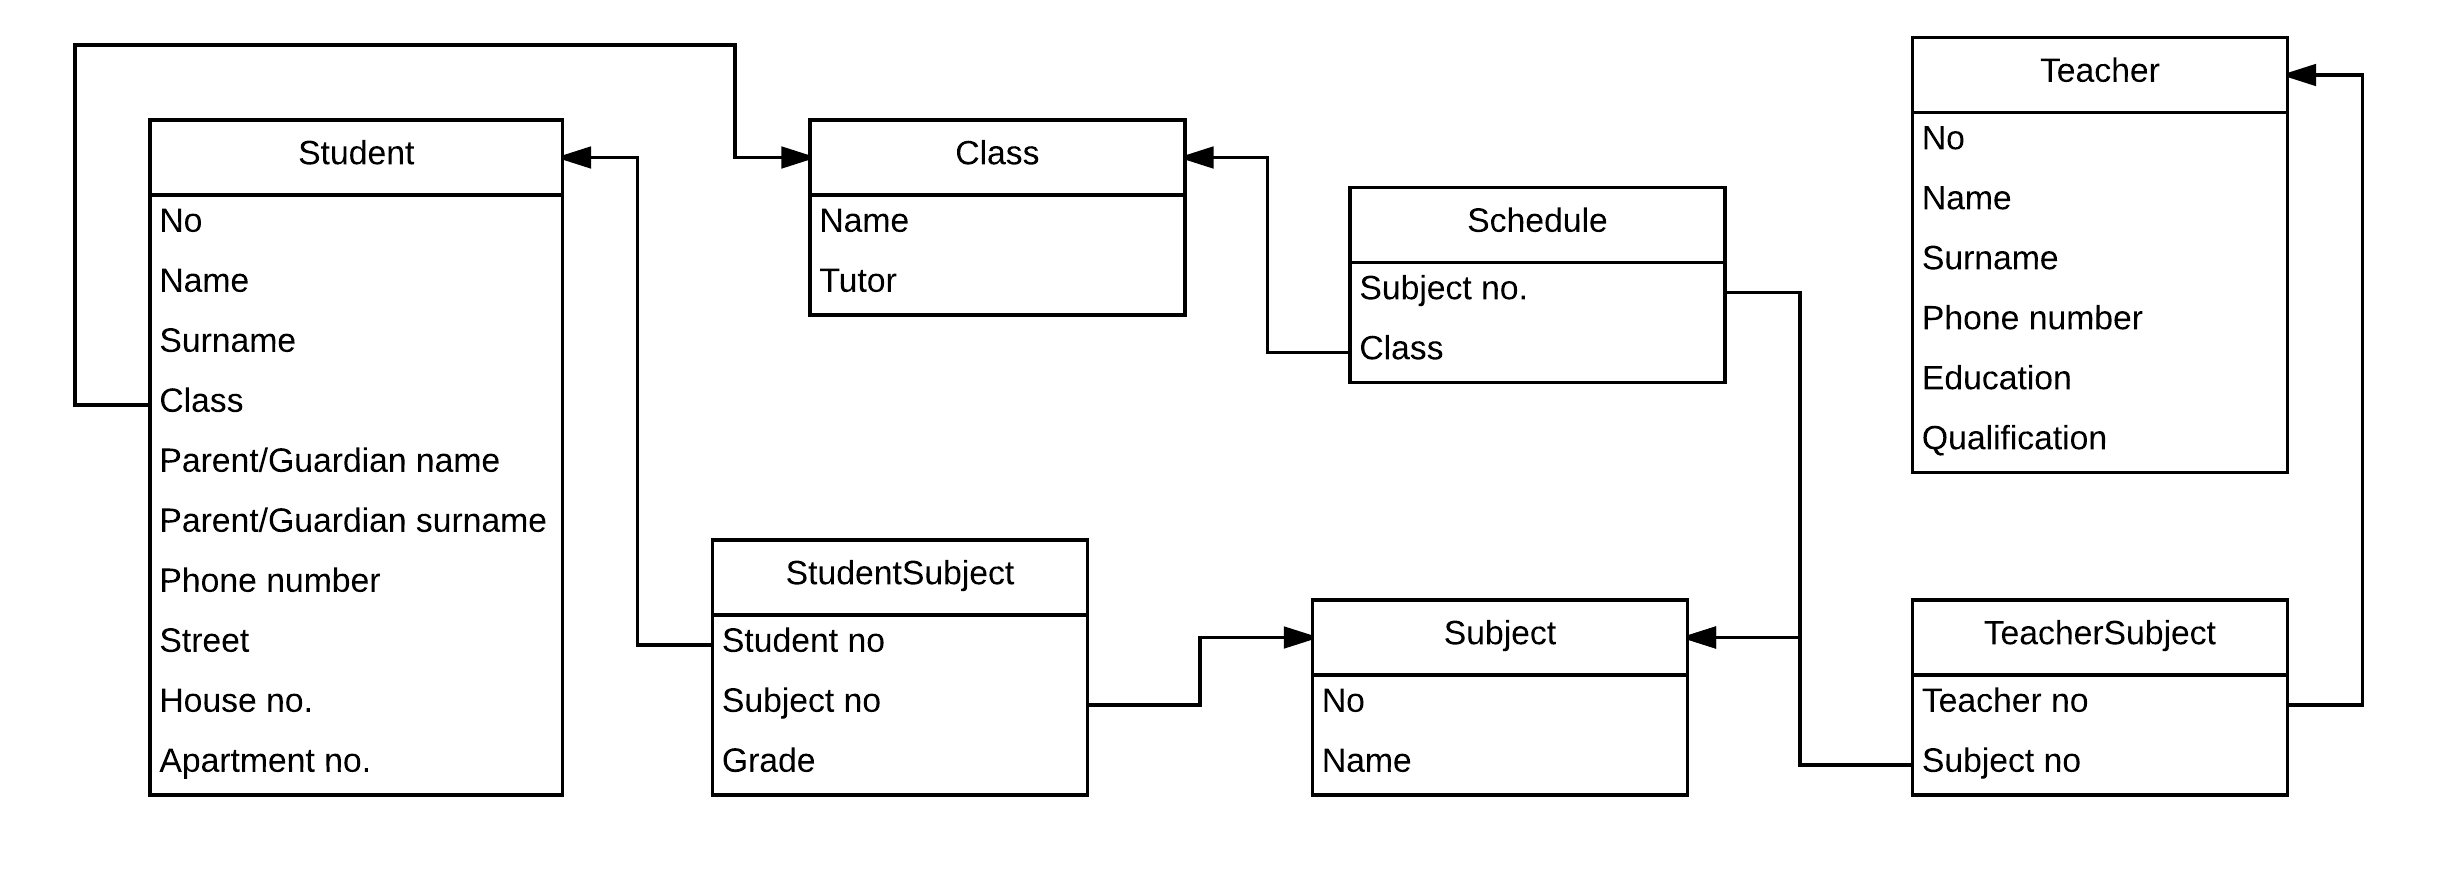 Student
No
Name
Surname
Class
Parent/Guardian name
Parent/Guardian surname
Phone number
Street
House no.
Apartment no.
Class
Name
Tutor
StudentSubject
Student no
Subject no
Grade
Schedule
Subject no.
Class
Subject
No
Name
Teacher
No
Name
Surname
Phone number
Education
Qualification
TeacherSubject
Teacher no
Subject no